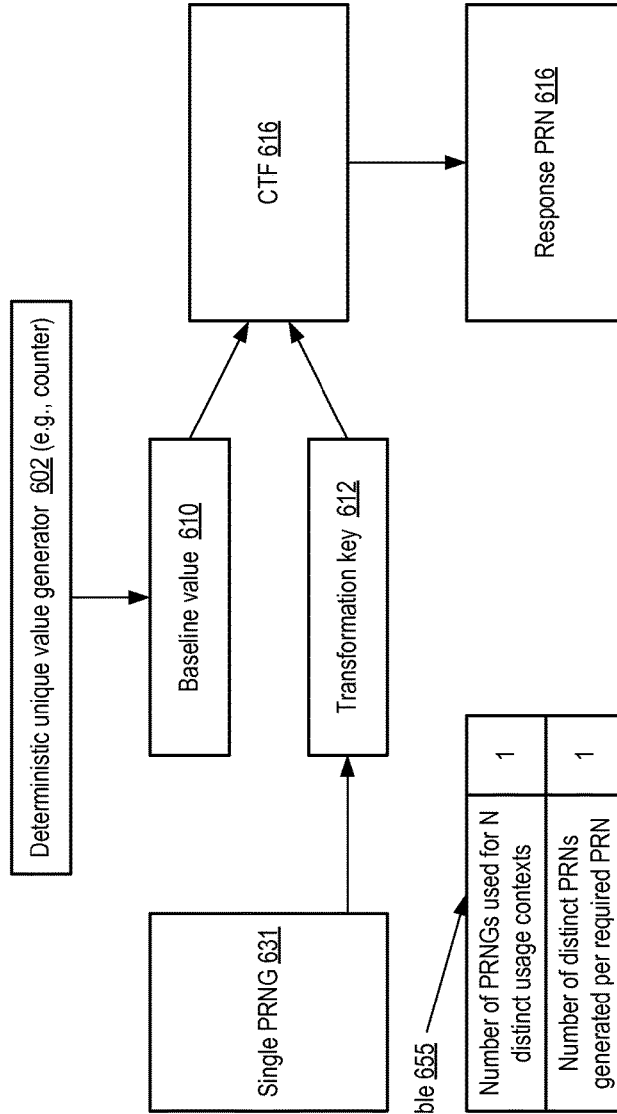 Deterministic unique value generator 602 (e.g., counter)
Baseline value 610
Single PRNG 631
Transformation key 612
CTF 616
Response PRN 616
ble 655
Number of PRNGs used for N
distinct usage contexts
1
Number of distinct PRNs
generated per required PRN
1